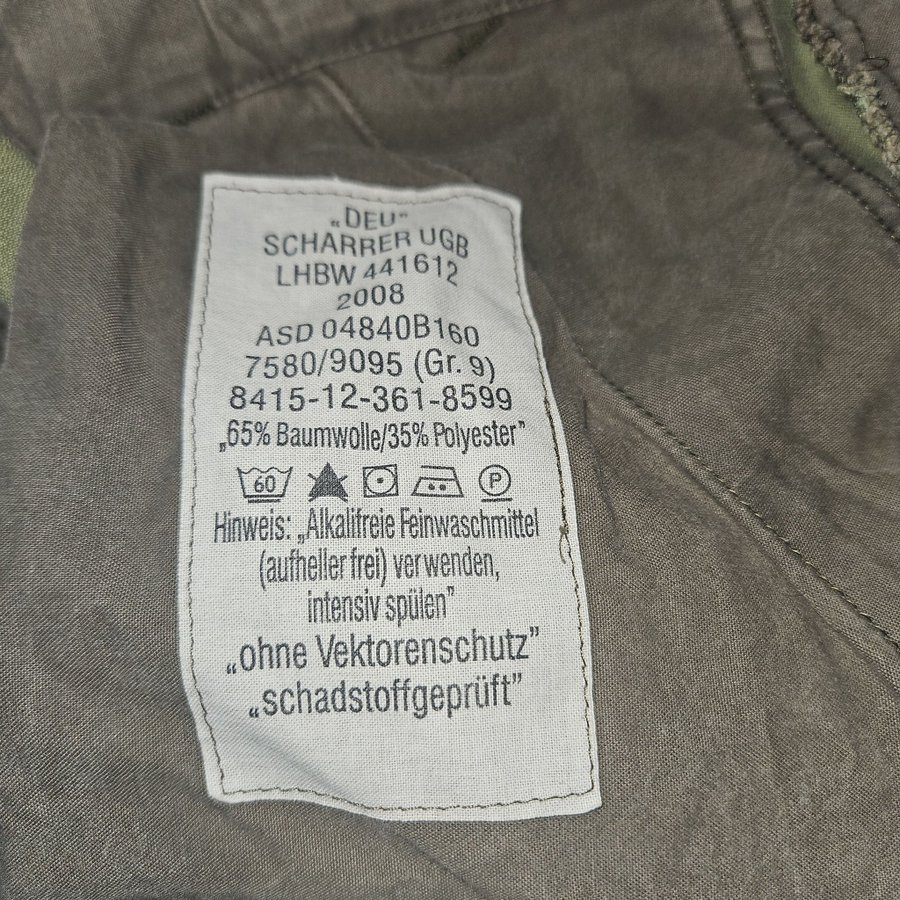 „DEU“
SCHARRER UGB
LHBW 441612
2008
ASD 04840B160
7580/9095 (Gr. 9)
8415-12-361-8599
„65% Baumwolle/35% Polyester”
60 P
Hinweis: „Alkalifreie Feinwaschmittel
(aufheller frei) verwenden,
intensiv spülen”
„ohne Vektorenschutz”
„schadstoffgeprüft”